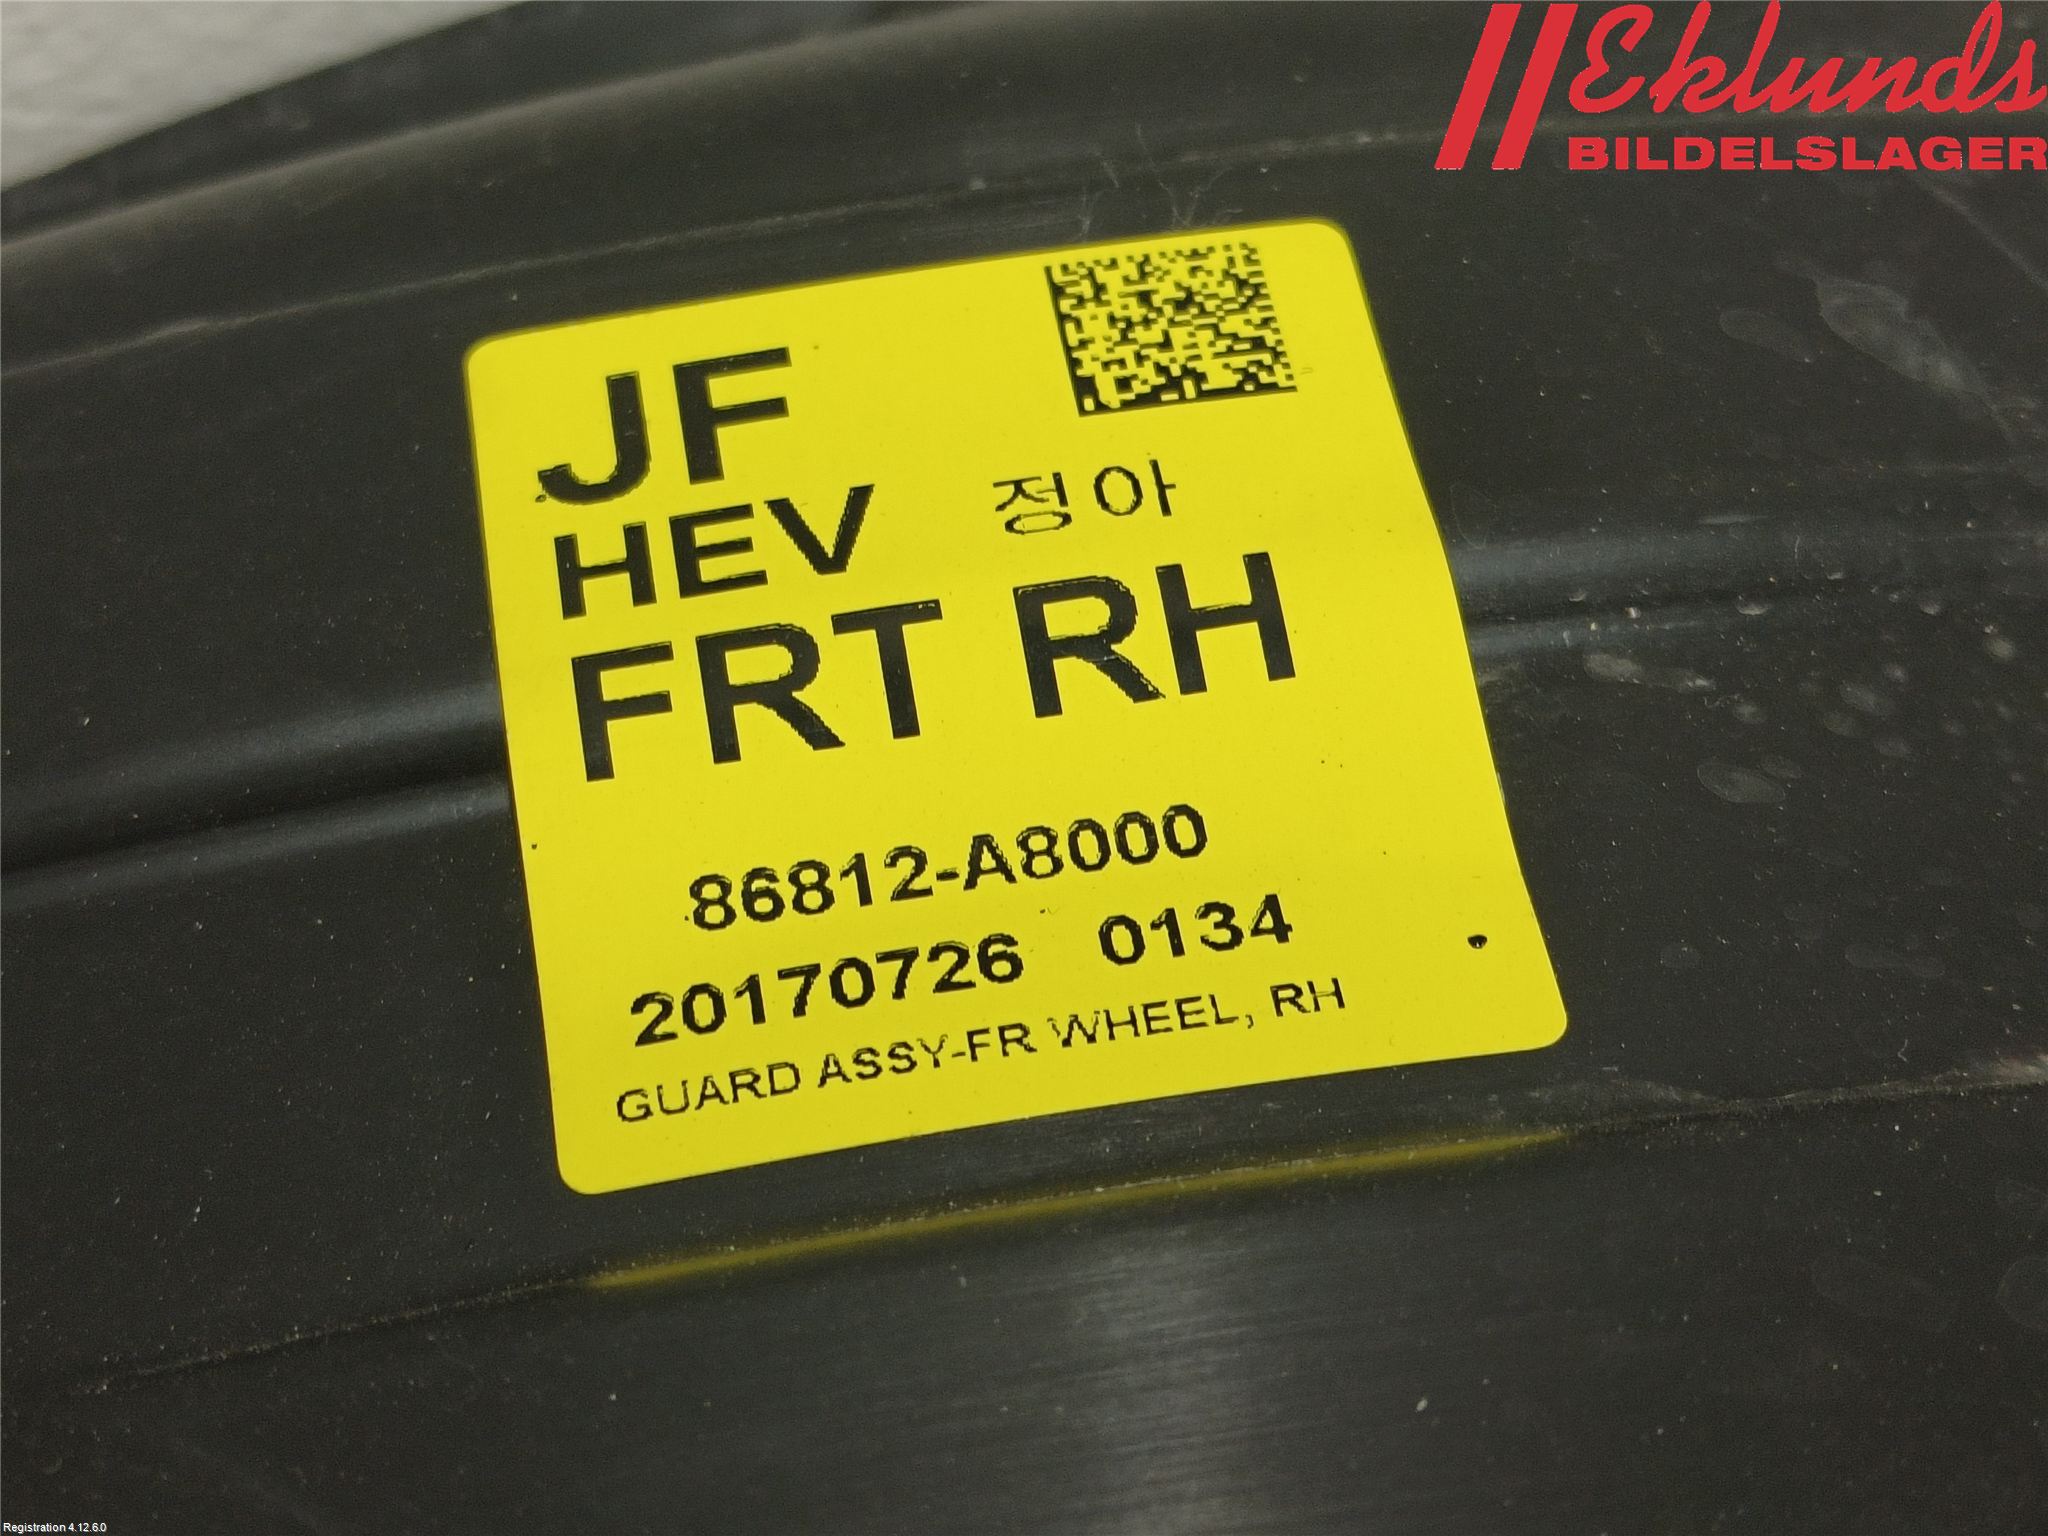 Eklunds
BILDELSLAGER
JF
HEV 정아
FRT RH
86812-A8000
20170726 0134
GUARD ASSY-FR WHEEL, RH
Registration 4.12.6.0